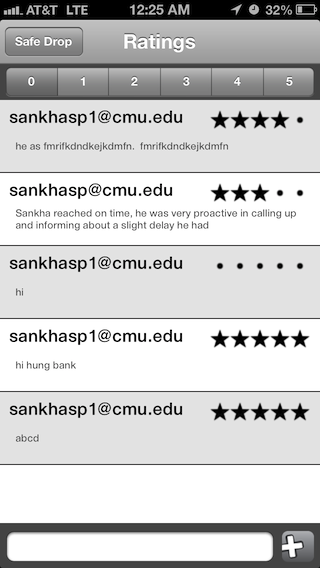 AT&T LTE 12:25 AM 32%
Safe Drop Ratings
0 1 2 3 4 5
sankhasp1@cmu.edu
he as fmrifkdndkejkdmfn. fmrifkdndkejkdmfn
sankhasp@cmu.edu
Sankha reached on time, he was very proactive in calling up
and informing about a slight delay he had
sankhasp1@cmu.edu
hi
sankhasp1@cmu.edu
hi hung bank
sankhasp1@cmu.edu
abcd